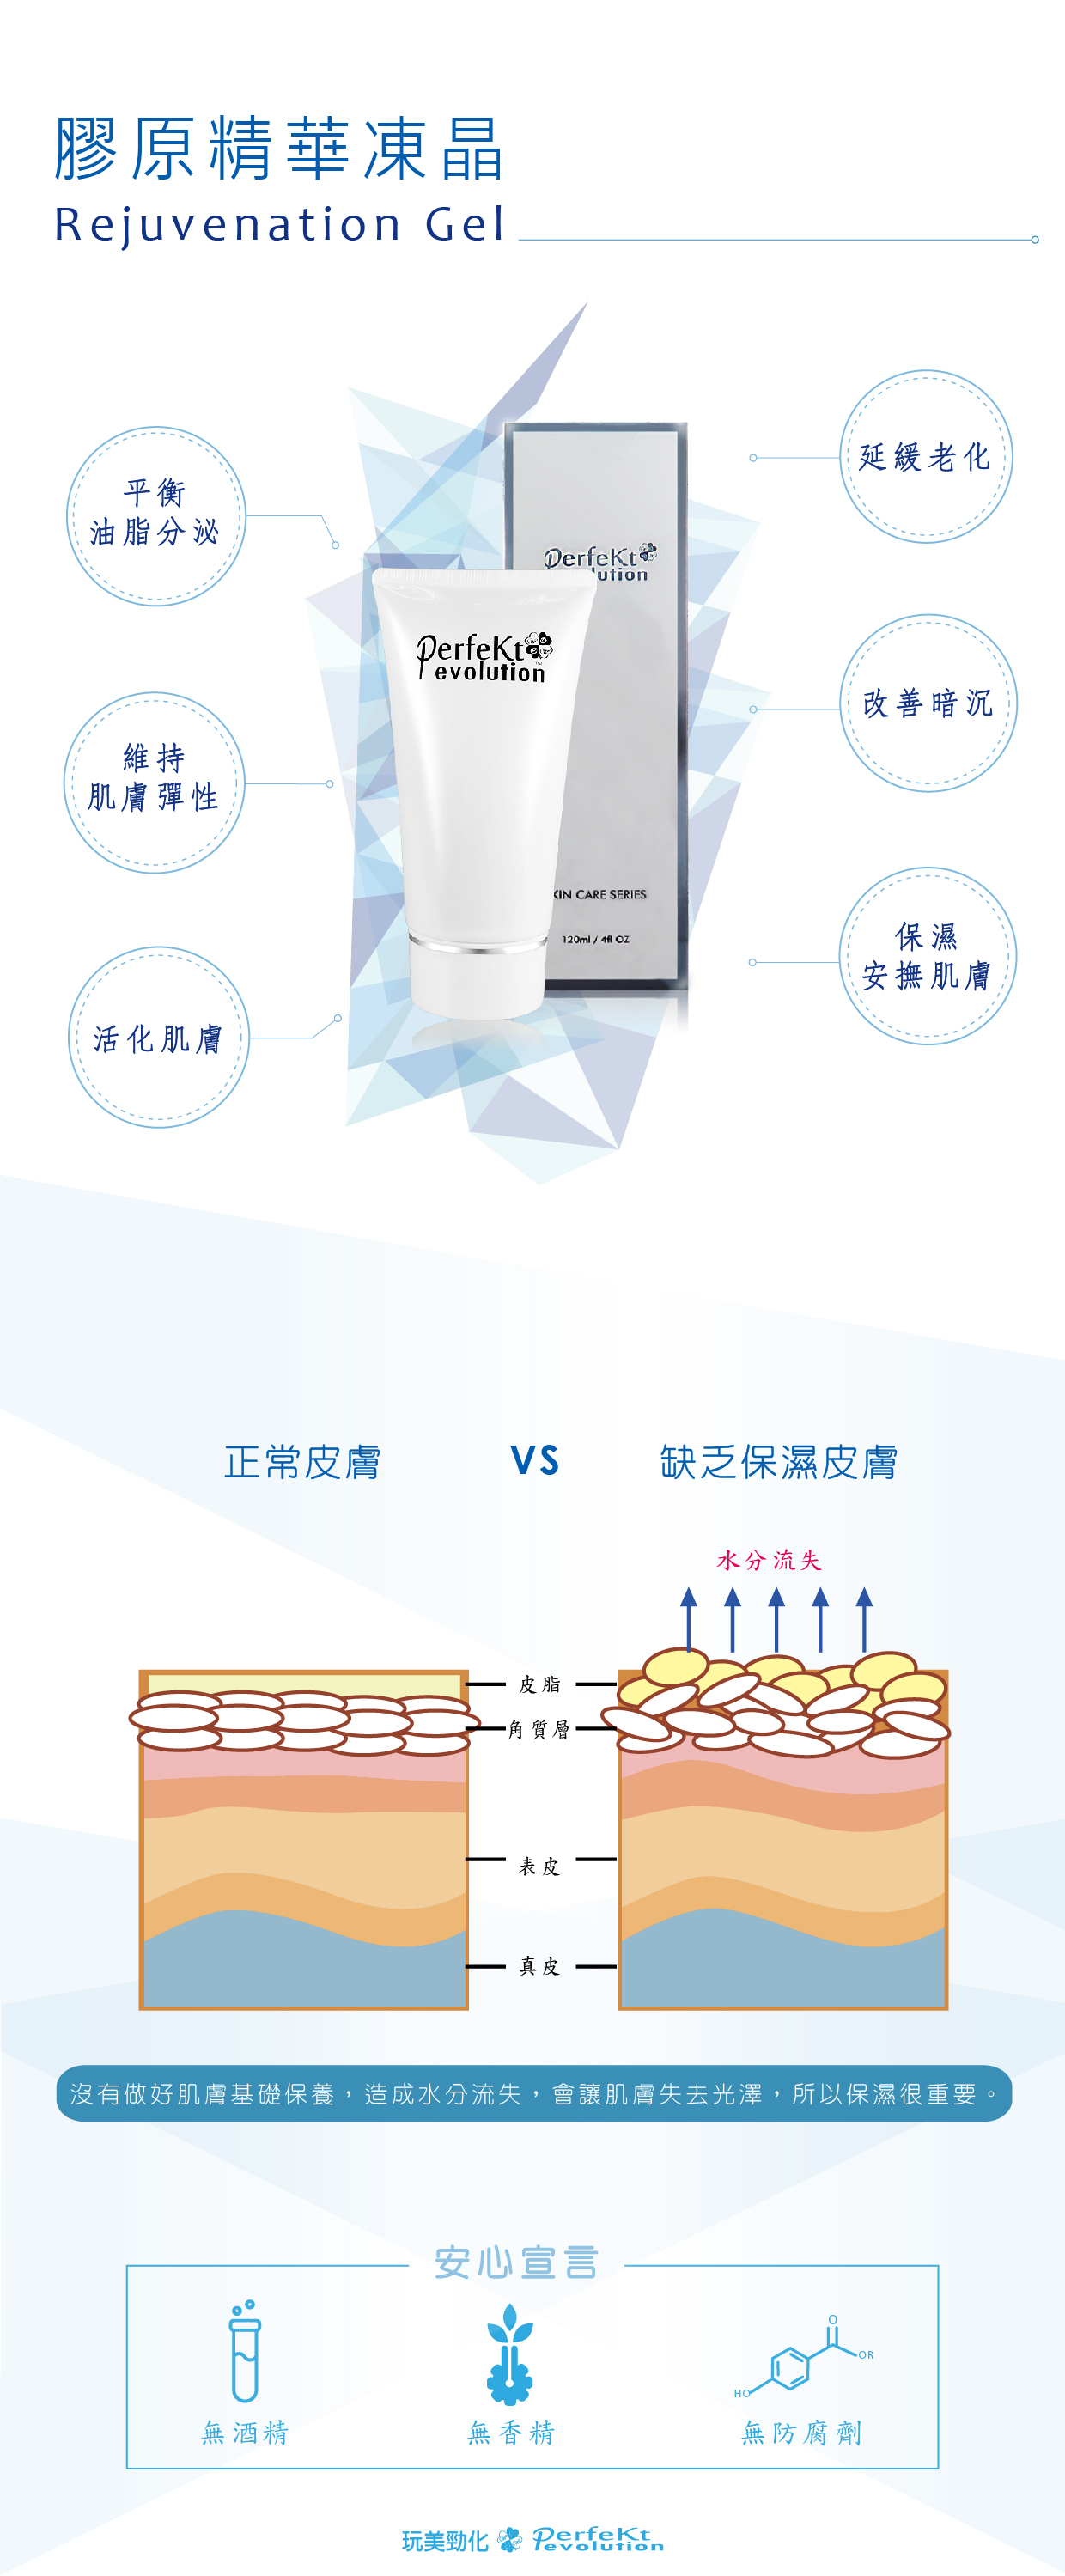 膠原精華凍晶
Rejuvenation Gel
平衡
油脂分泌
維持
肌膚彈性
活化肌膚
延緩老化
改善暗沉
保濕
安撫肌膚
perfeKt
lution
perfeKt
evolution
KIN CARE SERIES
120ml / 4fl OZ
正常皮膚
VS
缺乏保濕皮膚
水分流失
皮脂
角質層
表皮
真皮
沒有做好肌膚基礎保養，造成水分流失，會讓肌膚失去光澤，所以保濕很重要。
安心宣言
無酒精
無香精
HO
O
OR
無防腐劑
玩美勁化
perfeKt
evolution